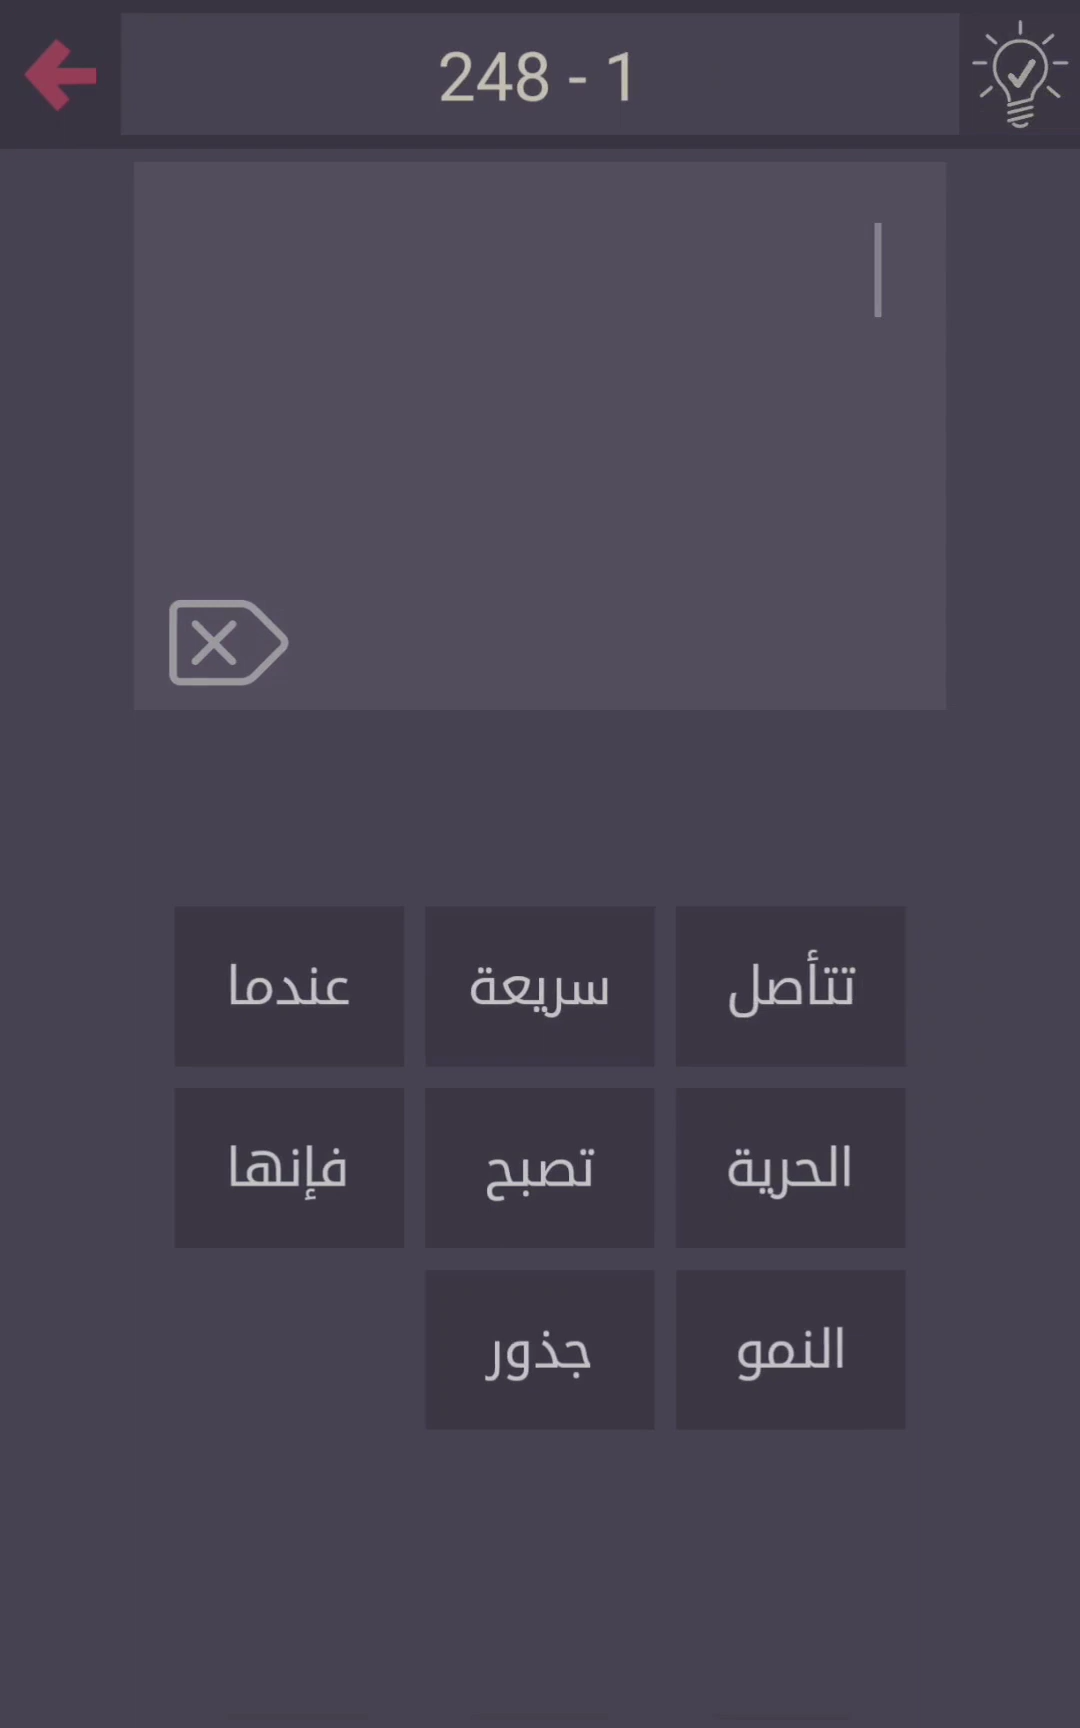 248 - 1
تتأصل سريعة عندما
الحرية تصبح فإنها
النمو جذور